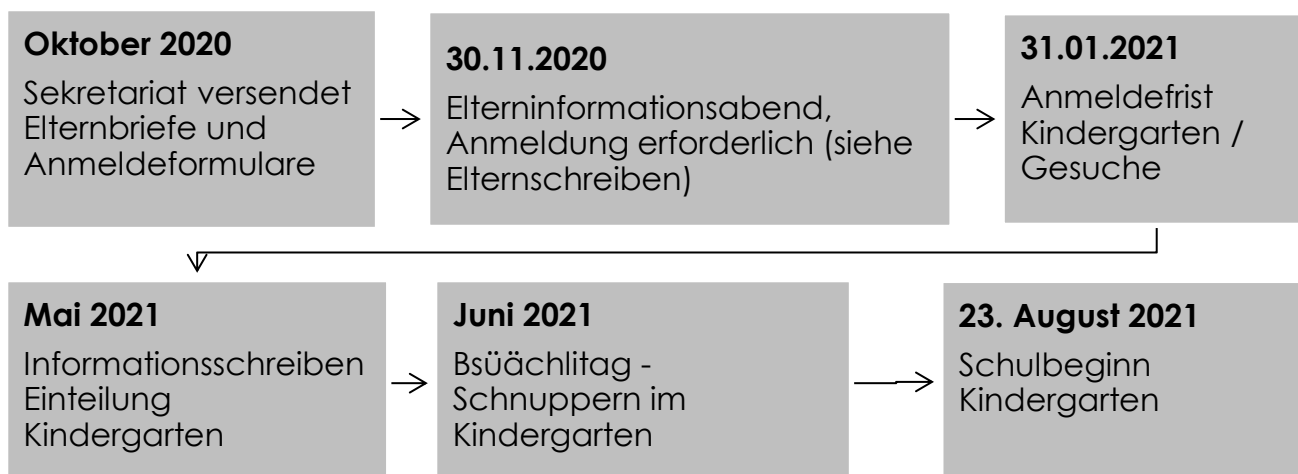 Oktober 2020
Sekretariat versendet
Elternbriefe und
Anmeldeformulare
30.11.2020
Elterninformationsabend,
Anmeldung erforderlich (siehe
Elternschreiben)
31.01.2021
Anmeldefrist
Kindergarten /
Gesuche
Mai 2021
Informationsschreiben
Einteilung
Kindergarten
Juni 2021
Bsüächlitag -
Schnuppern im
Kindergarten
23. August 2021
Schulbeginn
Kindergarten